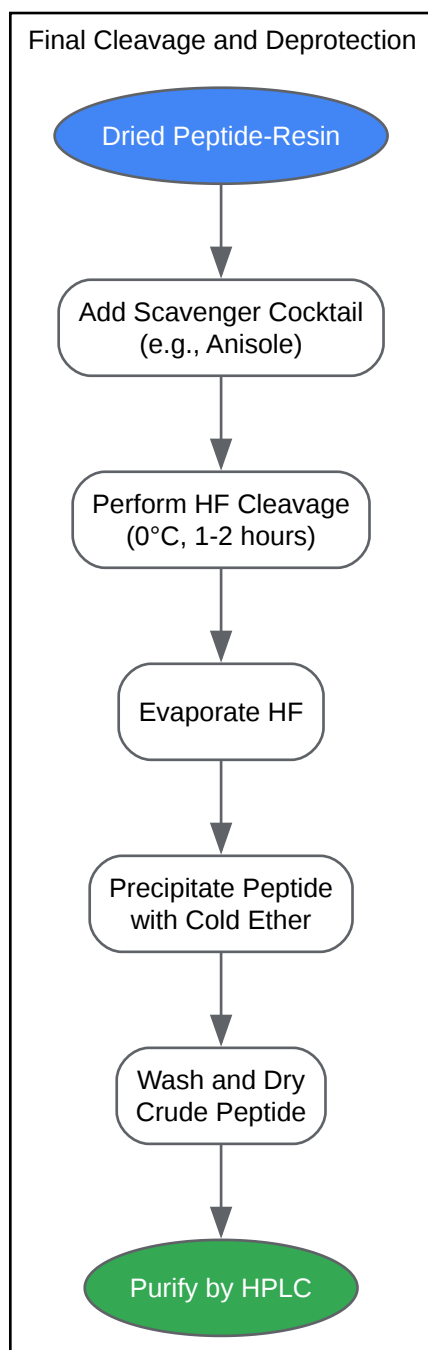 Final Cleavage and Deprotection
Dried Peptide-Resin
Add Scavenger Cocktail
(e.g., Anisole)
Perform HF Cleavage
(0°C, 1-2 hours)
Evaporate HF
Precipitate Peptide
with Cold Ether
Wash and Dry
Crude Peptide
Purify by HPLC